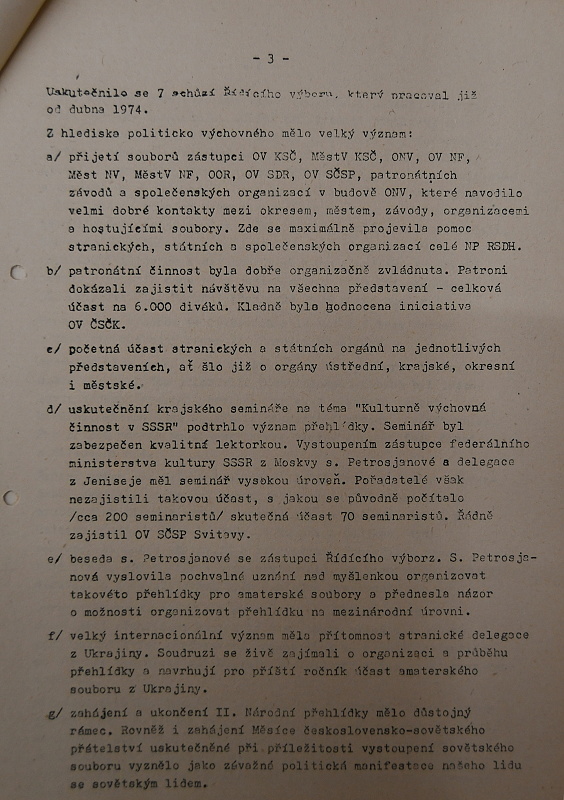 - 3 -
Uskutečnilo se 7 schůzí Řídícího výboru, který pracoval již
od dubna 1974.
Z hlediska politicko výchovného mělo velký význam:
a/ přijetí souborů zástupci OV KSČ, MěstV KSČ, ONV, OV NF,
Měst NV, MěstV NF, OOR, OV SDR, OV SČSP, patronátních
závodů a společenských organizací v budově ONV, které navodilo
velmi dobré kontakty mezi okresem, městem, závody, organizacemi
a hostujícími soubory. Zde se maximálně projevila pomoc
stranických, státních a společenských organizací celé NP RSDH.
b/ patronátní činnost byla dobře organizačně zvládnuta. Patroni
dokázali zajistit návštěvu na všechna představení - celková
účast na 6.000 diváků. Kladně byla hodnocena iniciativa
OV ČSČK.
c/ početná účast stranických a státních orgánů na jednotlivých
představeních, ať šlo již o orgány ústřední, krajské, okresní
i městské.
d/ uskutečnění krajského semináře na téma "Kulturně výchovná
činnost v SSSR" podtrhlo význam přehlídky. Seminář byl
zabezpečen kvalitní lektorkou. Vystoupením zástupce federálního
ministerstva kultury SSSR z Moskvy s. Petrosjanové a delegace
z Jeniseje měl seminář vysokou úroveň. Pořadatelé však
nezajistili takovou účast, s jakou se původně počítalo
/cca 200 seminaristů/ skutečná účast 70 seminaristů. Řádně
zajistil OV SČSP Svitavy.
e/ beseda s. Petrosjanové se zástupci Řídícího výborz. S. Petrosja-
nová vyslovila pochvalné uznání nad myšlenkou organizovat
takovéto přehlídky pro amatérské soubory a přednesla názor
o možnosti organizovat přehlídku na mezinárodní úrovni.
f/ velký internacionální význam měla přítomnost stranické delegace
z Ukrajiny. Soudruzi se živě zajímali o organizaci a průběhu
přehlídky a navrhují pro příští ročník účast amaterského
souboru z Ukrajiny.
g/ zahájení a ukončení II. Národní přehlídky mělo důstojný
rámec. Rovněž i zahájení Měsíce československo-sovětského
přátelství uskutečněné při příležitosti vystoupení sovětského
souboru vyznělo jako závažná politická manifestace našeho lidu
se sovětským lidem.